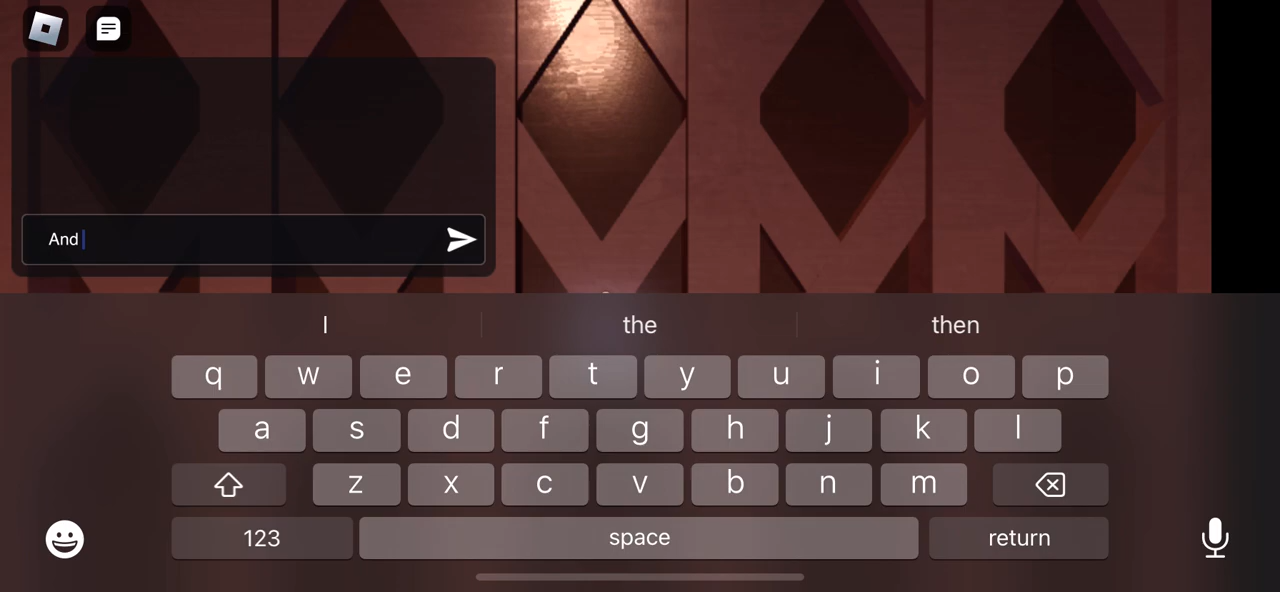 And
I the then
q w e r t y u i o p
a s d f g h j k l
z x c v b n m
123 space return